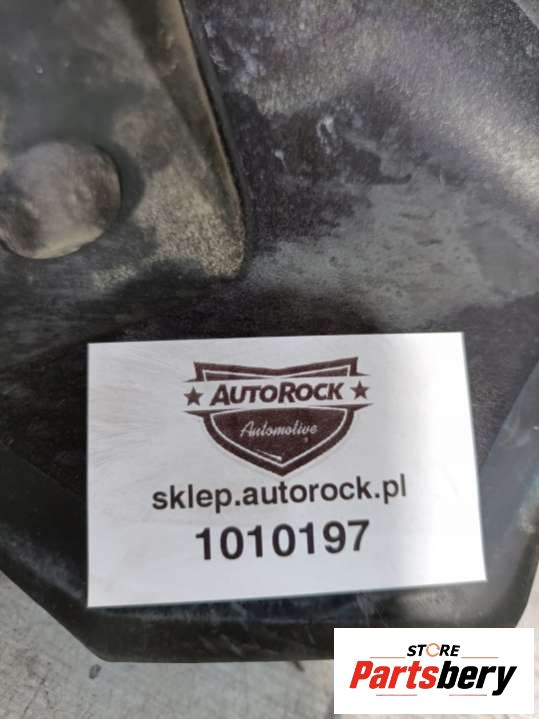 ★ AUTOROCK ★
Automotive
sklep.autorock.pl
1010197
STORE
Partsbery